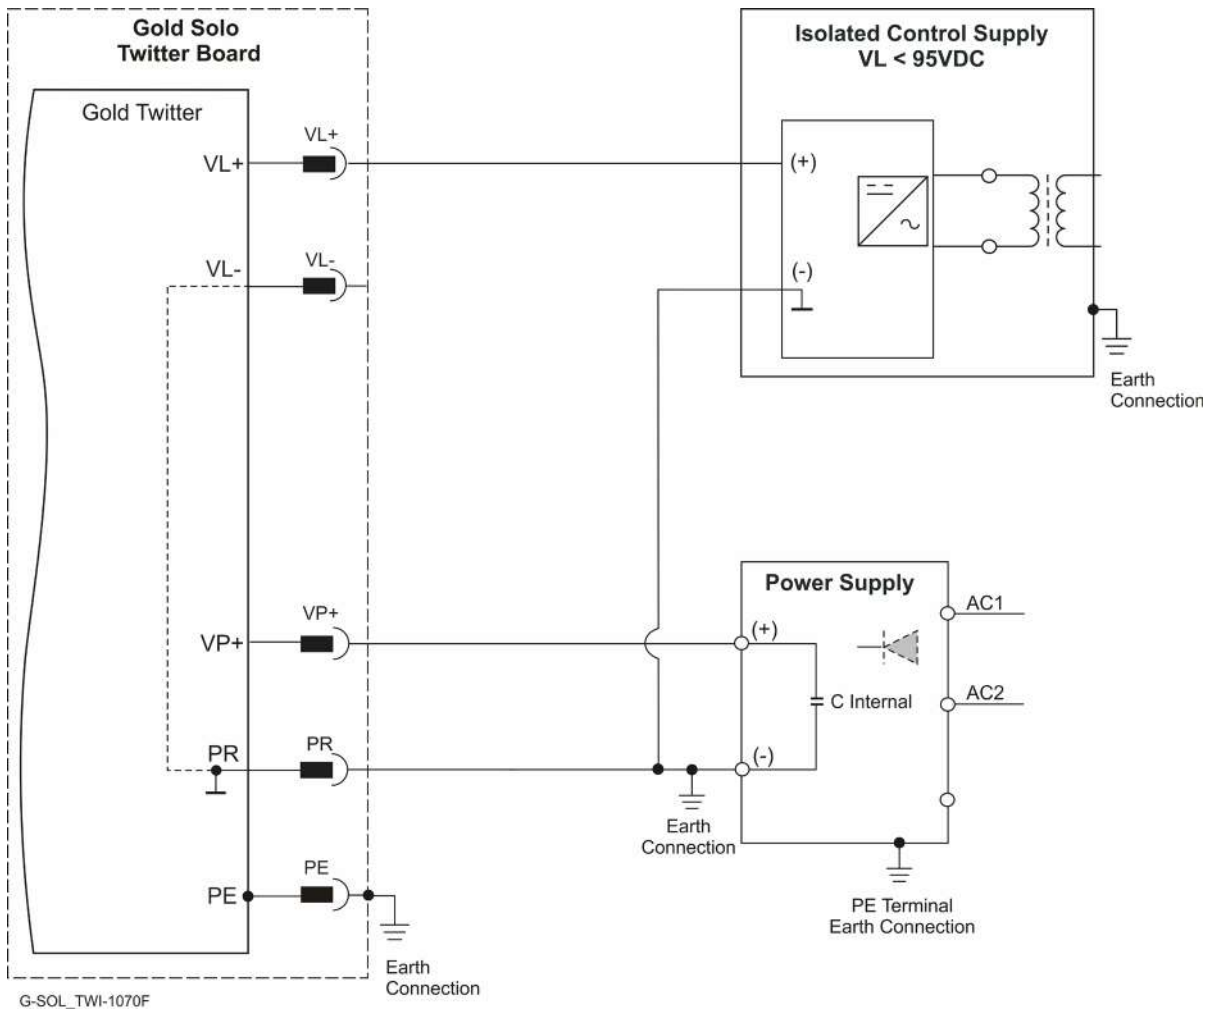 Gold Solo
Twitter Board
Isolated Control Supply
VL < 95VDC
Gold Twitter
VL+
VL+
(+)
VL-
VL-
(-)
Earth
Connection
Power Supply
AC1
VP+
VP+
(+)
C Internal
AC2
PR
PR
(-)
Earth
Connection
PE
PE
PE Terminal
Earth Connection
Earth
Connection
G-SOL_TWI-1070F